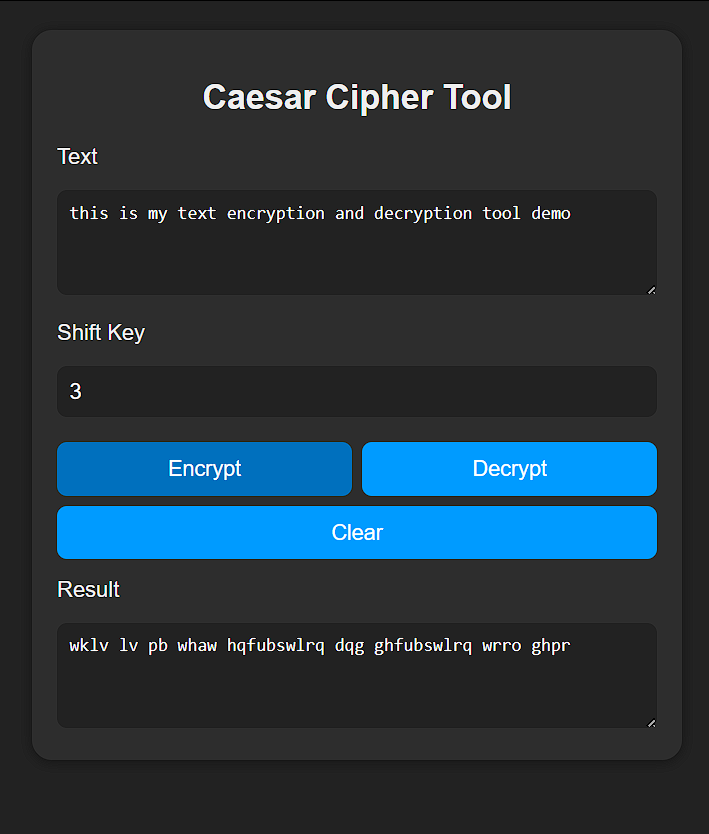 Caesar Cipher Tool
Text
this is my text encryption and decryption tool demo
Shift Key
3
Encrypt
Decrypt
Clear
Result
wklv lv pb whaw hqfubswlrq dqg ghfubswlrq wrro ghpr